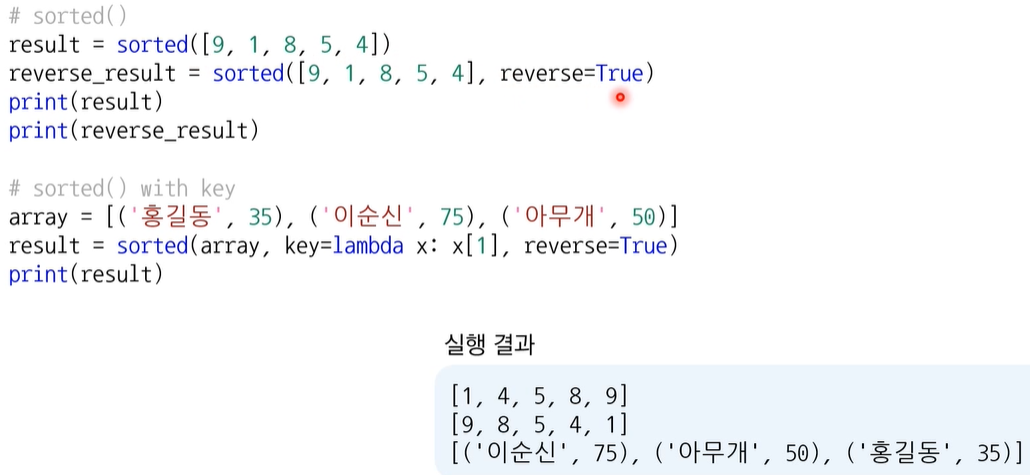 # sorted()
result = sorted([9, 1, 8, 5, 4])
reverse_result = sorted([9, 1, 8, 5, 4], reverse=True)
print(result)
print(reverse_result)
# sorted() with key
array = [('홍길동', 35), ('이순신', 75), ('아무개', 50)]
result = sorted(array, key=lambda x: x[1], reverse=True)
print(result)
실행 결과
[1, 4, 5, 8, 9]
[9, 8, 5, 4, 1]
[('이순신', 75), ('아무개', 50), ('홍길동', 35)]